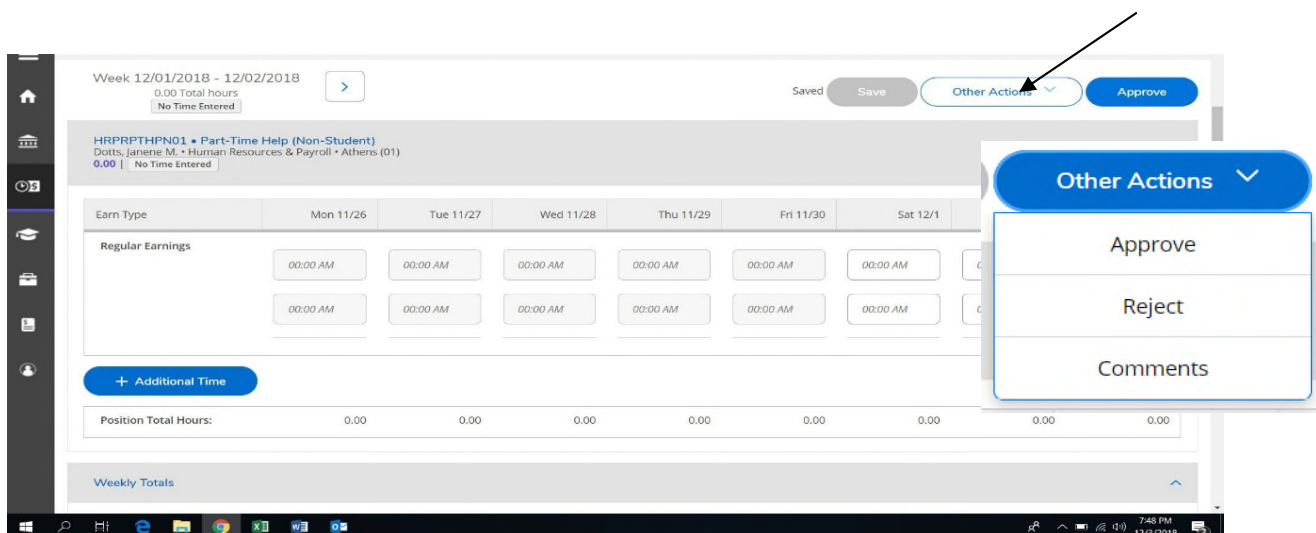 Week 12/01/2018 - 12/02/2018
0.00 Total hours
No Time Entered
Saved
Save
Other Actions
Approve
HRPRPTHPN01 • Part-Time Help (Non-Student)
Dotts, Janene M. • Human Resources & Payroll • Athens (01)
0.00 | No Time Entered
Other Actions
Approve
Reject
Comments
Earn Type Mon 11/26 Tue 11/27 Wed 11/28 Thu 11/29 Fri 11/30 Sat 12/1
Regular Earnings
00:00 AM 00:00 AM 00:00 AM 00:00 AM 00:00 AM 00:00 AM
00:00 AM 00:00 AM 00:00 AM 00:00 AM 00:00 AM 00:00 AM
+ Additional Time
Position Total Hours: 0.00 0.00 0.00 0.00 0.00 0.00 0.00 0.00
Weekly Totals
7:48 PM
12/3/2018